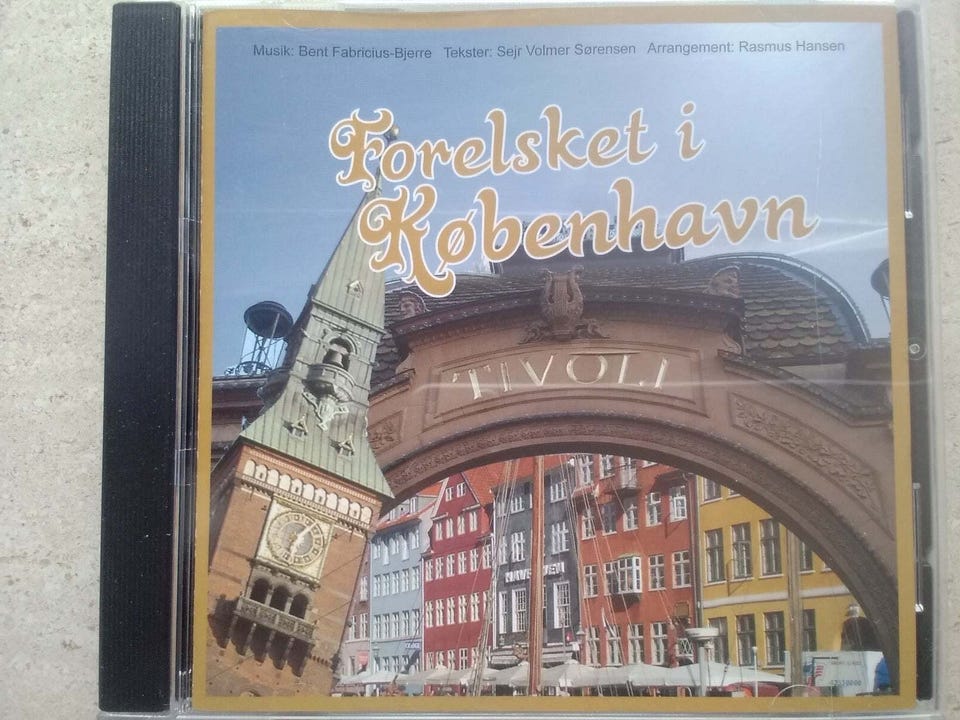 Musik: Bent Fabricius-Bjerre Tekster: Sejr Volmer Sørensen Arrangement: Rasmus Hansen
Forelsket i
København
TIVOLI